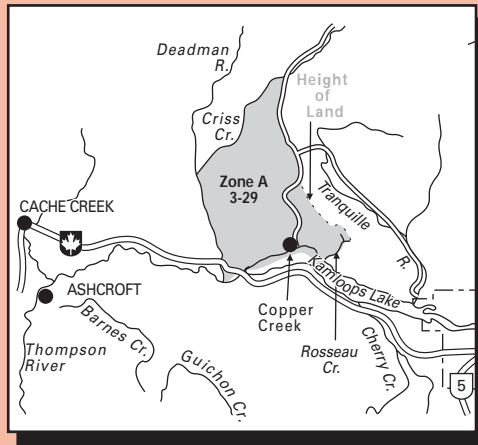 Deadman
R.
Height
of
Land
Criss
Cr.
Zone A
3-29
Tranquille
R.
CACHE CREEK
Kamloops Lake
ASHCROFT
Copper
Creek
Barnes Cr.
Rosseau
Cr.
Cherry Cr.
Thompson
River
Guichon Cr.
5